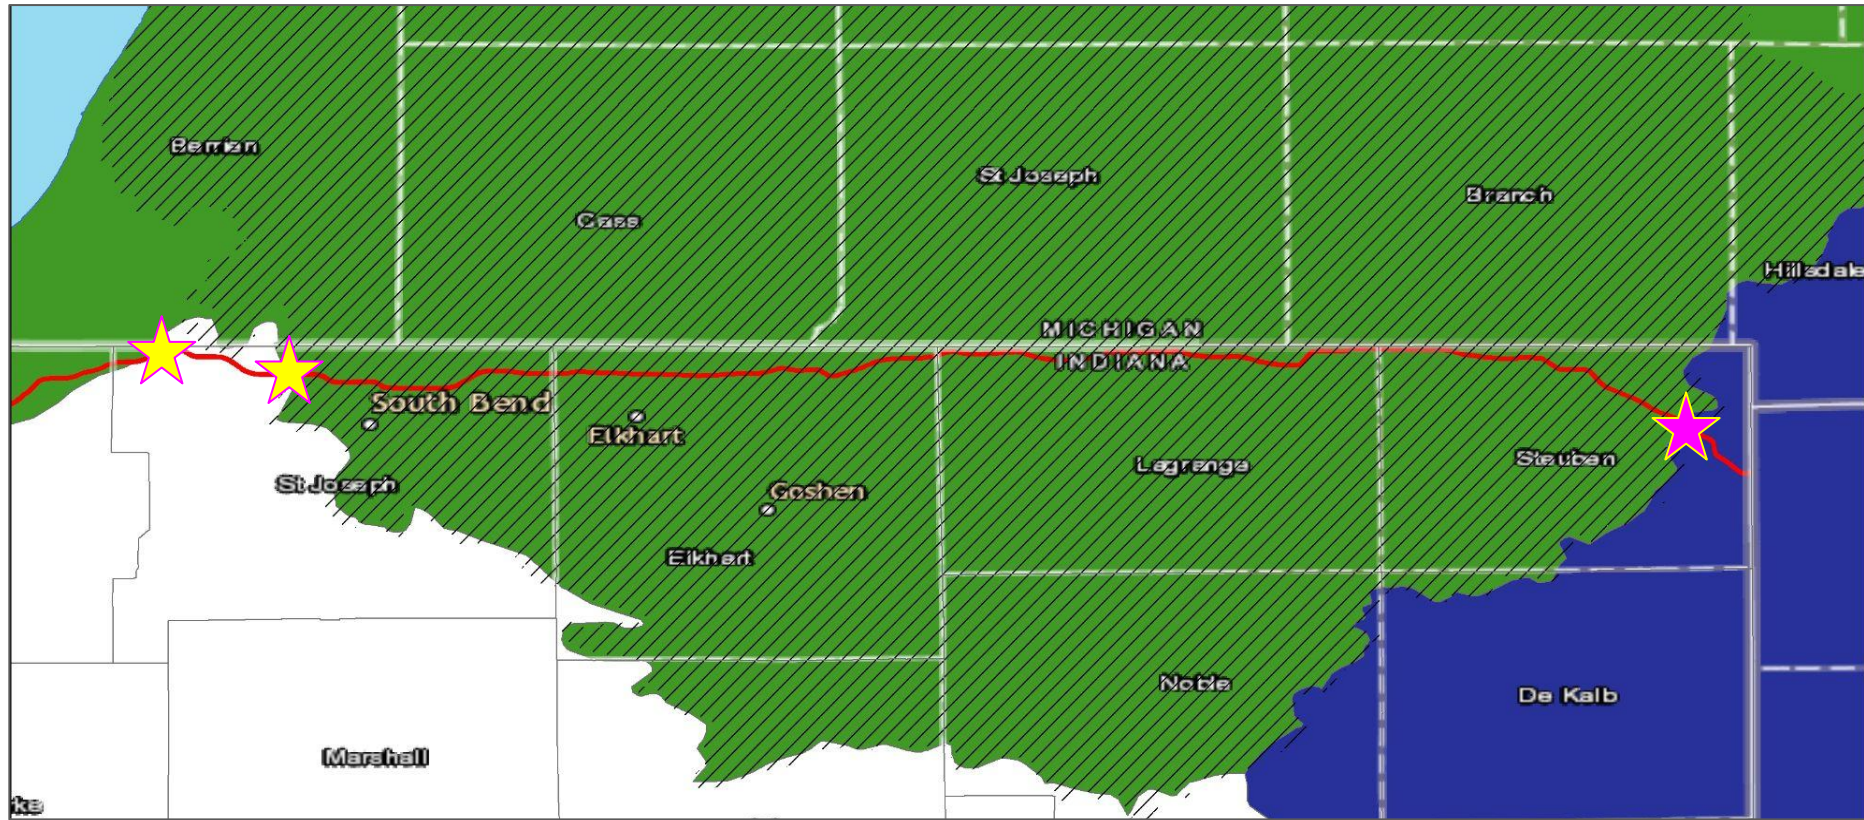 Berrien
St Joseph
Branch
Cass
Hillsdale
MICHIGAN
INDIANA
South Bend
Elkhart
Lagrange
Steuben
St Joseph
Goshen
Elkhart
Noble
De Kalb
Marshall
ke